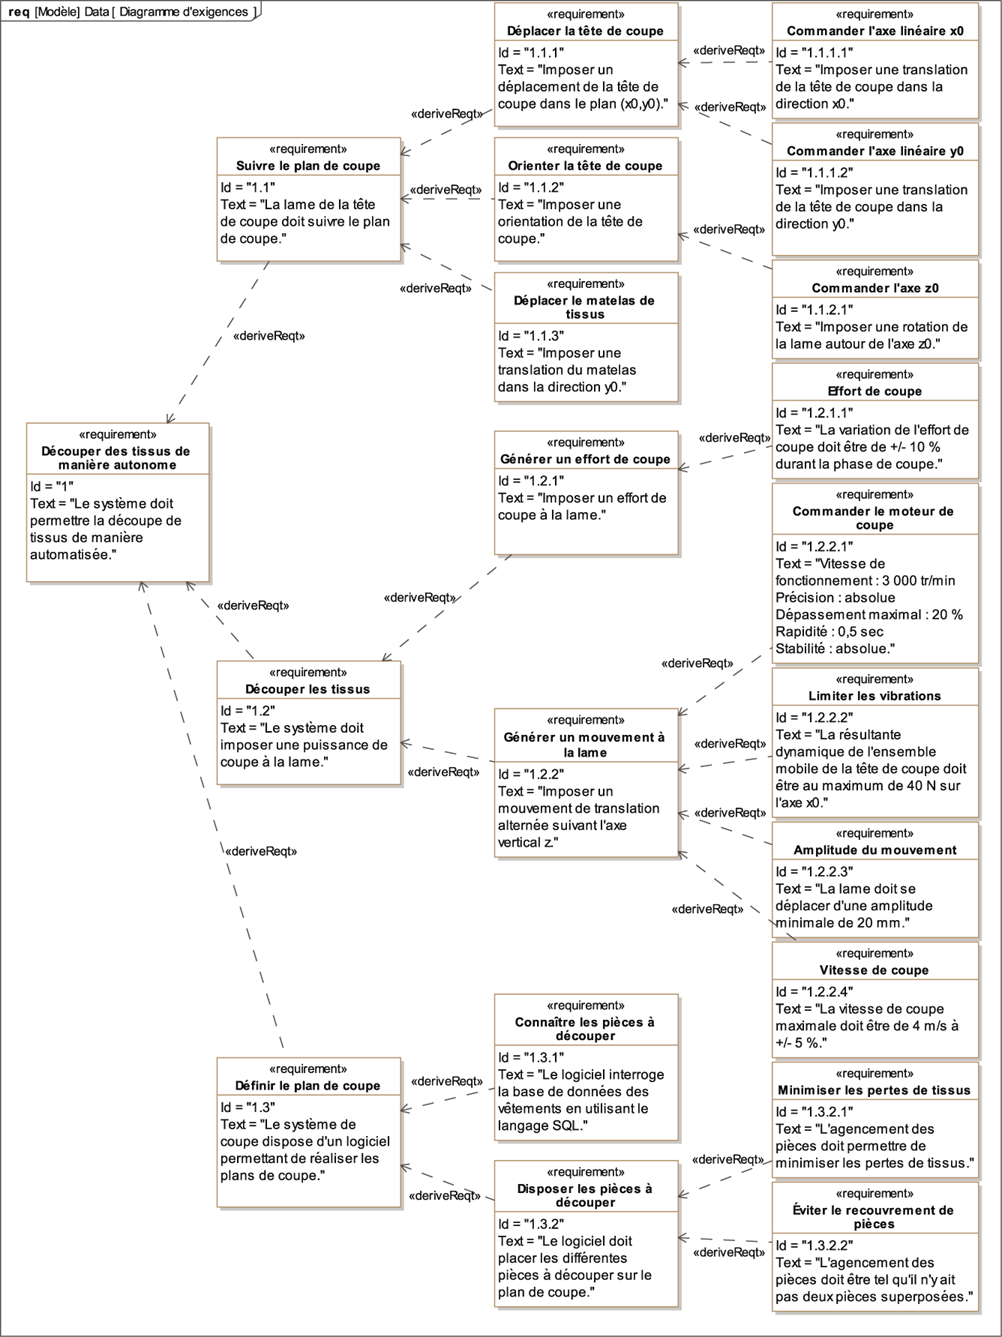 req [Modèle] Data [ Diagramme d'exigences ]
«requirement»
Découper des tissus de
manière autonome
Id = "1"
Text = "Le système doit
permettre la découpe de
tissus de manière
automatisée."
«deriveReqt»
«deriveReqt»
«deriveReqt»
«requirement»
Suivre le plan de coupe
Id = "1.1"
Text = "La lame de la tête
de coupe doit suivre le plan
de coupe."
«deriveReqt»
«deriveReqt»
«deriveReqt»
«requirement»
Déplacer la tête de coupe
Id = "1.1.1"
Text = "Imposer un
déplacement de la tête de
coupe dans le plan (x0,y0)."
«deriveReqt»
«deriveReqt»
«requirement»
Commander l'axe linéaire x0
Id = "1.1.1.1"
Text = "Imposer une translation
de la tête de coupe dans la
direction x0."
«requirement»
Commander l'axe linéaire y0
Id = "1.1.1.2"
Text = "Imposer une translation
de la tête de coupe dans la
direction y0."
«requirement»
Orienter la tête de coupe
Id = "1.1.2"
Text = "Imposer une
orientation de la tête de
coupe."
«deriveReqt»
«requirement»
Commander l'axe z0
Id = "1.1.2.1"
Text = "Imposer une rotation de
la lame autour de l'axe z0."
«requirement»
Déplacer le matelas de
tissus
Id = "1.1.3"
Text = "Imposer une
translation du matelas
dans la direction y0."
«requirement»
Découper les tissus
Id = "1.2"
Text = "Le système doit
imposer une puissance de
coupe à la lame."
«deriveReqt»
«deriveReqt»
«requirement»
Générer un effort de coupe
Id = "1.2.1"
Text = "Imposer un effort de
coupe à la lame."
«deriveReqt»
«requirement»
Effort de coupe
Id = "1.2.1.1"
Text = "La variation de l'effort de
coupe doit être de +/- 10 %
durant la phase de coupe."
«requirement»
Générer un mouvement à
la lame
Id = "1.2.2"
Text = "Imposer un
mouvement de translation
alternée suivant l'axe
vertical z."
«deriveReqt»
«deriveReqt»
«deriveReqt»
«deriveReqt»
«requirement»
Commander le moteur de
coupe
Id = "1.2.2.1"
Text = "Vitesse de
fonctionnement : 3 000 tr/min
Précision : absolue
Dépassement maximal : 20 %
Rapidité : 0,5 sec
Stabilité : absolue."
«requirement»
Limiter les vibrations
Id = "1.2.2.2"
Text = "La résultante
dynamique de l'ensemble
mobile de la tête de coupe doit
être au maximum de 40 N sur
l'axe x0."
«requirement»
Amplitude du mouvement
Id = "1.2.2.3"
Text = "La lame doit se
déplacer d'une amplitude
minimale de 20 mm."
«requirement»
Vitesse de coupe
Id = "1.2.2.4"
Text = "La vitesse de coupe
maximale doit être de 4 m/s à
+/- 5 %."
«requirement»
Définir le plan de coupe
Id = "1.3"
Text = "Le système de
coupe dispose d'un logiciel
permettant de réaliser les
plans de coupe."
«deriveReqt»
«deriveReqt»
«requirement»
Connaître les pièces à
découper
Id = "1.3.1"
Text = "Le logiciel interroge
la base de données des
vêtements en utilisant le
langage SQL."
«requirement»
Disposer les pièces à
découper
Id = "1.3.2"
Text = "Le logiciel doit
placer les différentes
pièces à découper sur le
plan de coupe."
«deriveReqt»
«deriveReqt»
«requirement»
Minimiser les pertes de tissus
Id = "1.3.2.1"
Text = "L'agencement des
pièces doit permettre de
minimiser les pertes de tissus."
«requirement»
Éviter le recouvrement de
pièces
Id = "1.3.2.2"
Text = "L'agencement des
pièces doit être tel qu'il n'y ait
pas deux pièces superposées."